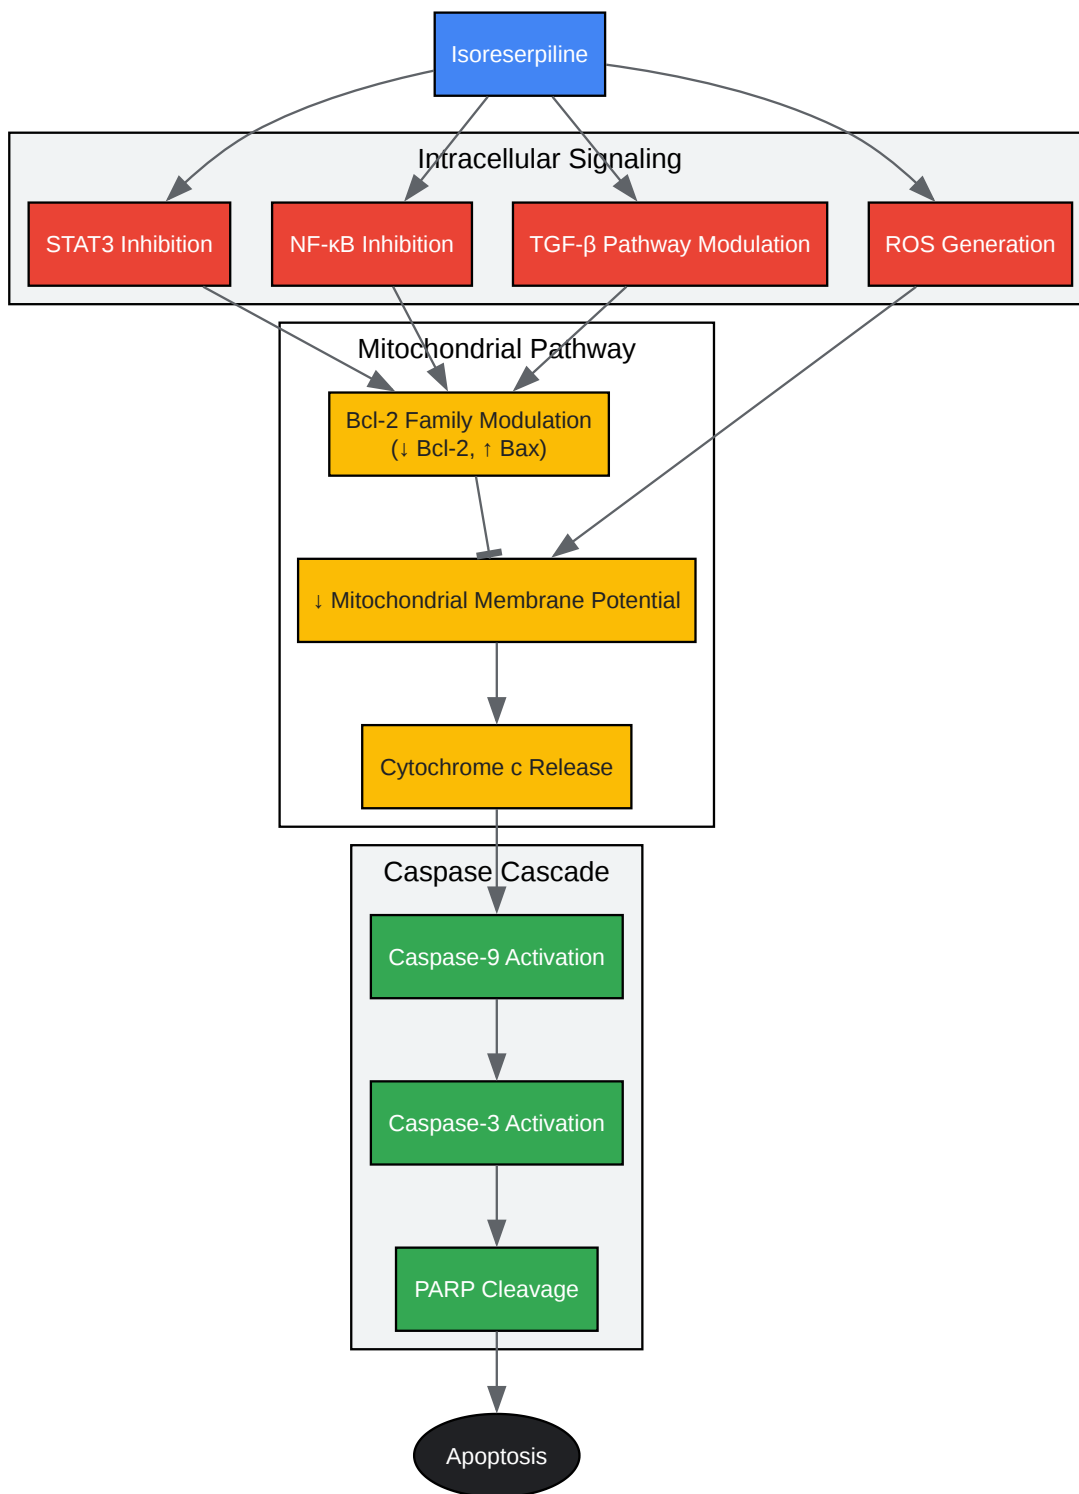 Isoreserpiline
Intracellular Signaling
STAT3 Inhibition
NF-κB Inhibition
TGF-β Pathway Modulation
ROS Generation
Mitochondrial Pathway
Bcl-2 Family Modulation
(↓ Bcl-2, ↑ Bax)
↓ Mitochondrial Membrane Potential
Cytochrome c Release
Caspase Cascade
Caspase-9 Activation
Caspase-3 Activation
PARP Cleavage
Apoptosis